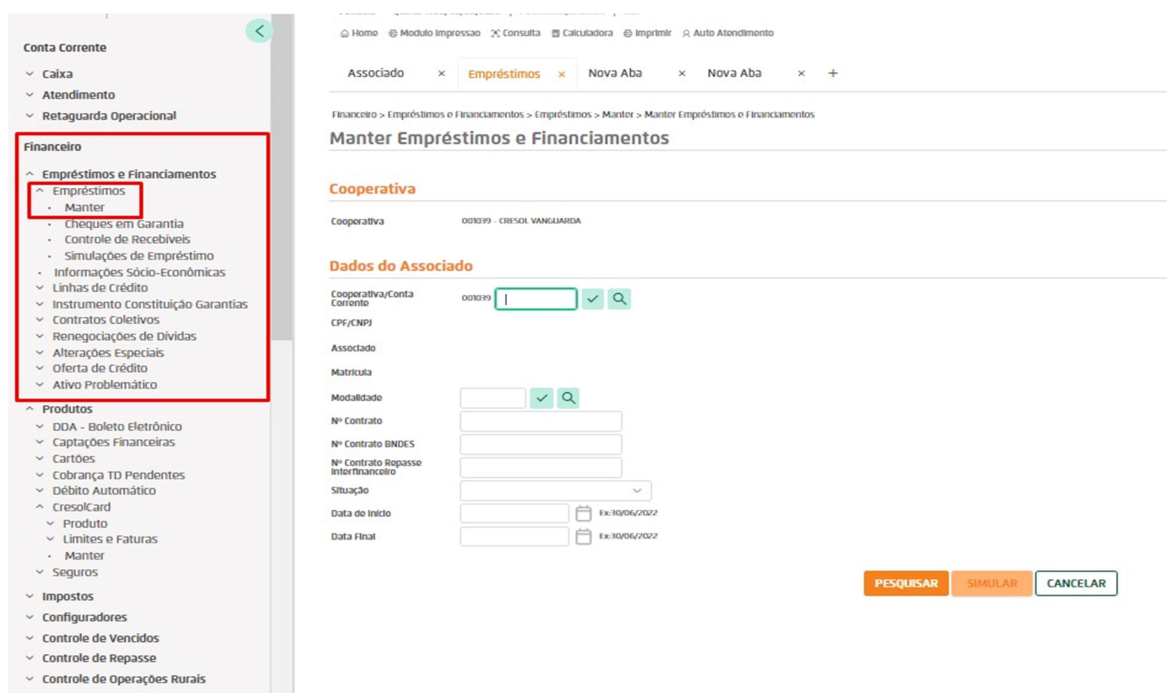 Conta Corrente
Caixa
Atendimento
Retaguarda Operacional
Financeiro
Empréstimos e Financiamentos
Empréstimos
Manter
Cheques em Garantia
Controle de Recebíveis
Simulações de Empréstimo
Informações Sócio-Econômicas
Linhas de Crédito
Instrumento Constituição Garantias
Contratos Coletivos
Renegociações de Dívidas
Alterações Especiais
Oferta de Crédito
Ativo Problemático
Produtos
DDA - Boleto Eletrônico
Captações Financeiras
Cartões
Cobrança TD Pendentes
Débito Automático
CresolCard
Produto
Limites e Faturas
Manter
Seguros
Impostos
Configuradores
Controle de Vencidos
Controle de Repasse
Controle de Operações Rurais
Home Modulo Impressao Consulta Calculadora Imprimir Auto Atendimento
Associado × Empréstimos × Nova Aba × Nova Aba × +
Financeiro > Empréstimos e Financiamentos > Empréstimos > Manter > Manter Empréstimos e Financiamentos
Manter Empréstimos e Financiamentos
Cooperativa
Cooperativa 001039 - CRESOL VANGUARDA
Dados do Associado
Cooperativa/Conta
Corrente 001039
CPF/CNPJ
Associado
Matrícula
Modalidade
Nº Contrato
Nº Contrato BNDES
Nº Contrato Repasse
Interfinanceiro
Situação
Data de Início Ex:30/06/2022
Data Final Ex:30/06/2022
PESQUISAR SIMULAR CANCELAR